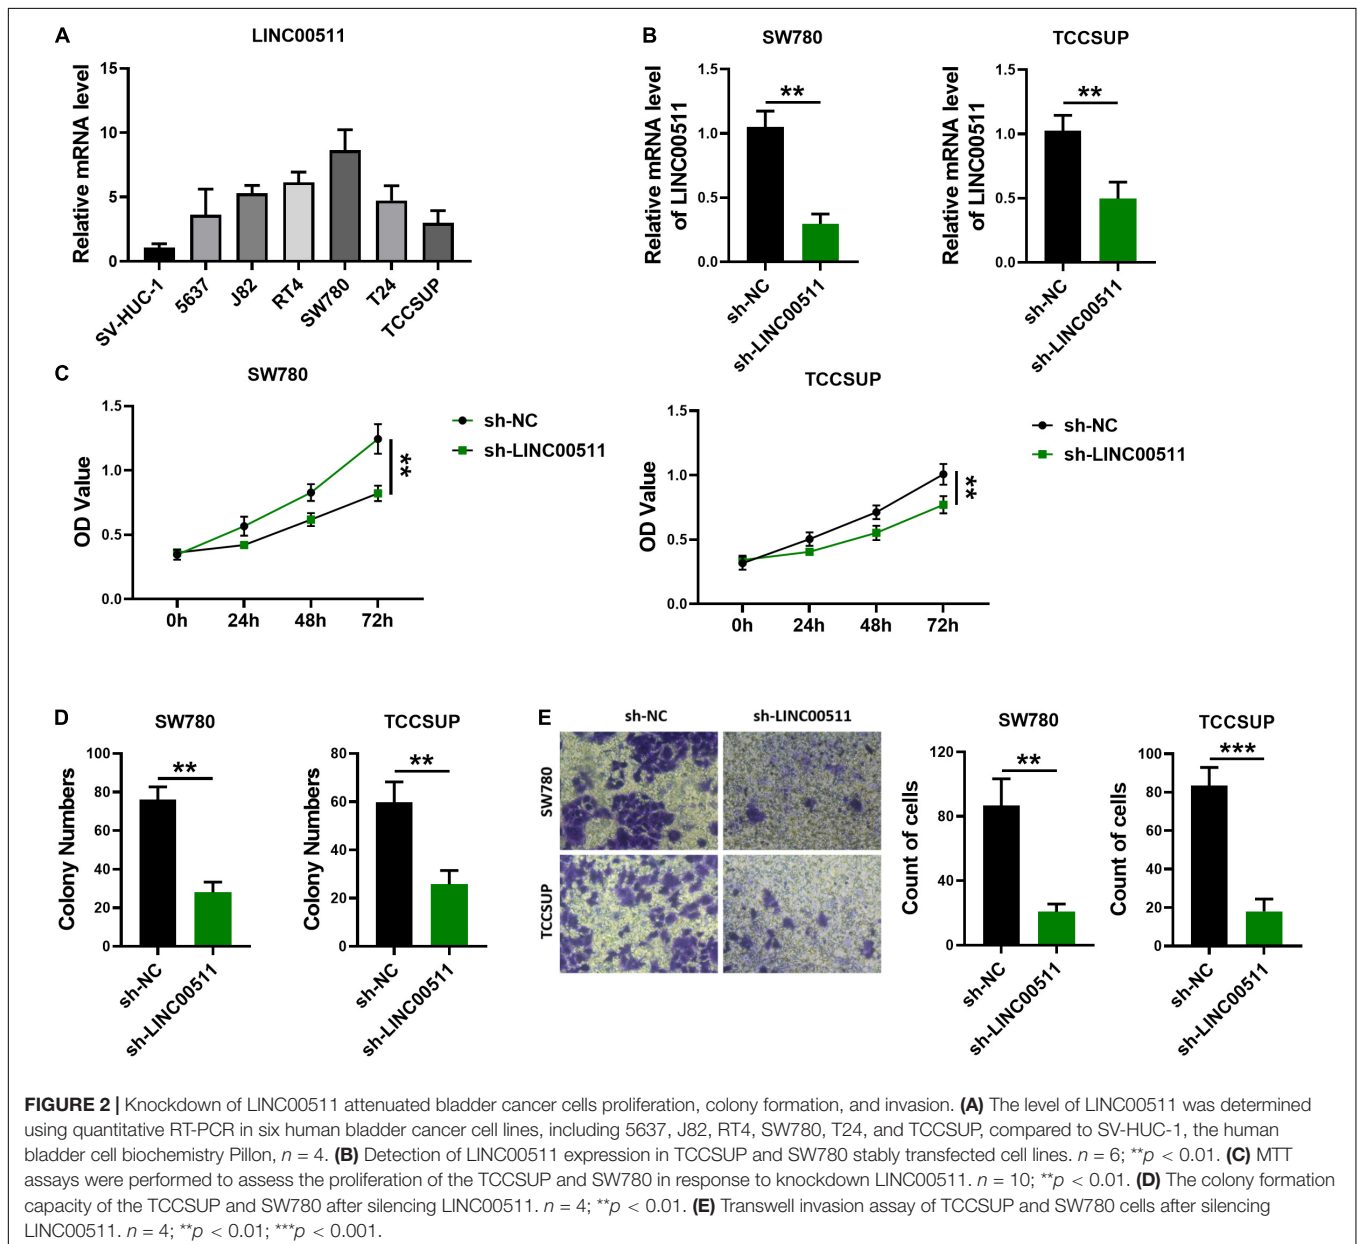 A
LINC00511
Relative mRNA level
15
10
5
0
SV-HUC-1
5637
J82
RT4
SW780
T24
TCCSUP
B
SW780
Relative mRNA level
of LINC00511
1.5
1.0
0.5
0.0
**
sh-NC
sh-LINC00511
TCCSUP
Relative mRNA level
of LINC00511
1.5
1.0
0.5
0.0
**
sh-NC
sh-LINC00511
C
SW780
OD Value
1.5
1.0
0.5
0.0
0h
24h
48h
72h
**
sh-NC
sh-LINC00511
TCCSUP
OD Value
1.5
1.0
0.5
0.0
0h
24h
48h
72h
**
sh-NC
sh-LINC00511
D
SW780
Colony Numbers
100
80
60
40
20
0
**
sh-NC
sh-LINC00511
TCCSUP
Colony Numbers
80
60
40
20
0
**
sh-NC
sh-LINC00511
E
sh-NC
sh-LINC00511
SW780
TCCSUP
SW780
Count of cells
120
80
40
0
**
sh-NC
sh-LINC00511
TCCSUP
Count of cells
100
80
60
40
20
0
***
sh-NC
sh-LINC00511
FIGURE 2 | Knockdown of LINC00511 attenuated bladder cancer cells proliferation, colony formation, and invasion. (A) The level of LINC00511 was determined
using quantitative RT-PCR in six human bladder cancer cell lines, including 5637, J82, RT4, SW780, T24, and TCCSUP, compared to SV-HUC-1, the human
bladder cell biochemistry Pillon, n = 4. (B) Detection of LINC00511 expression in TCCSUP and SW780 stably transfected cell lines. n = 6; **p < 0.01. (C) MTT
assays were performed to assess the proliferation of the TCCSUP and SW780 in response to knockdown LINC00511. n = 10; **p < 0.01. (D) The colony formation
capacity of the TCCSUP and SW780 after silencing LINC00511. n = 4; **p < 0.01. (E) Transwell invasion assay of TCCSUP and SW780 cells after silencing
LINC00511. n = 4; **p < 0.01; ***p < 0.001.